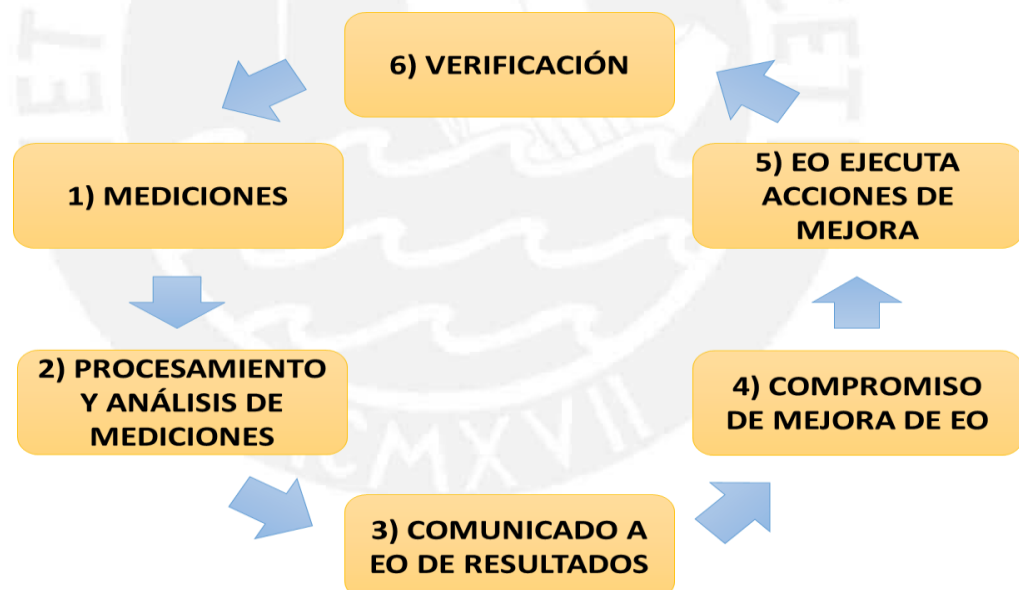 6) VERIFICACIÓN
1) MEDICIONES
5) EO EJECUTA
ACCIONES DE
MEJORA
2) PROCESAMIENTO
Y ANÁLISIS DE
MEDICIONES
4) COMPROMISO
DE MEJORA DE EO
3) COMUNICADO A
EO DE RESULTADOS